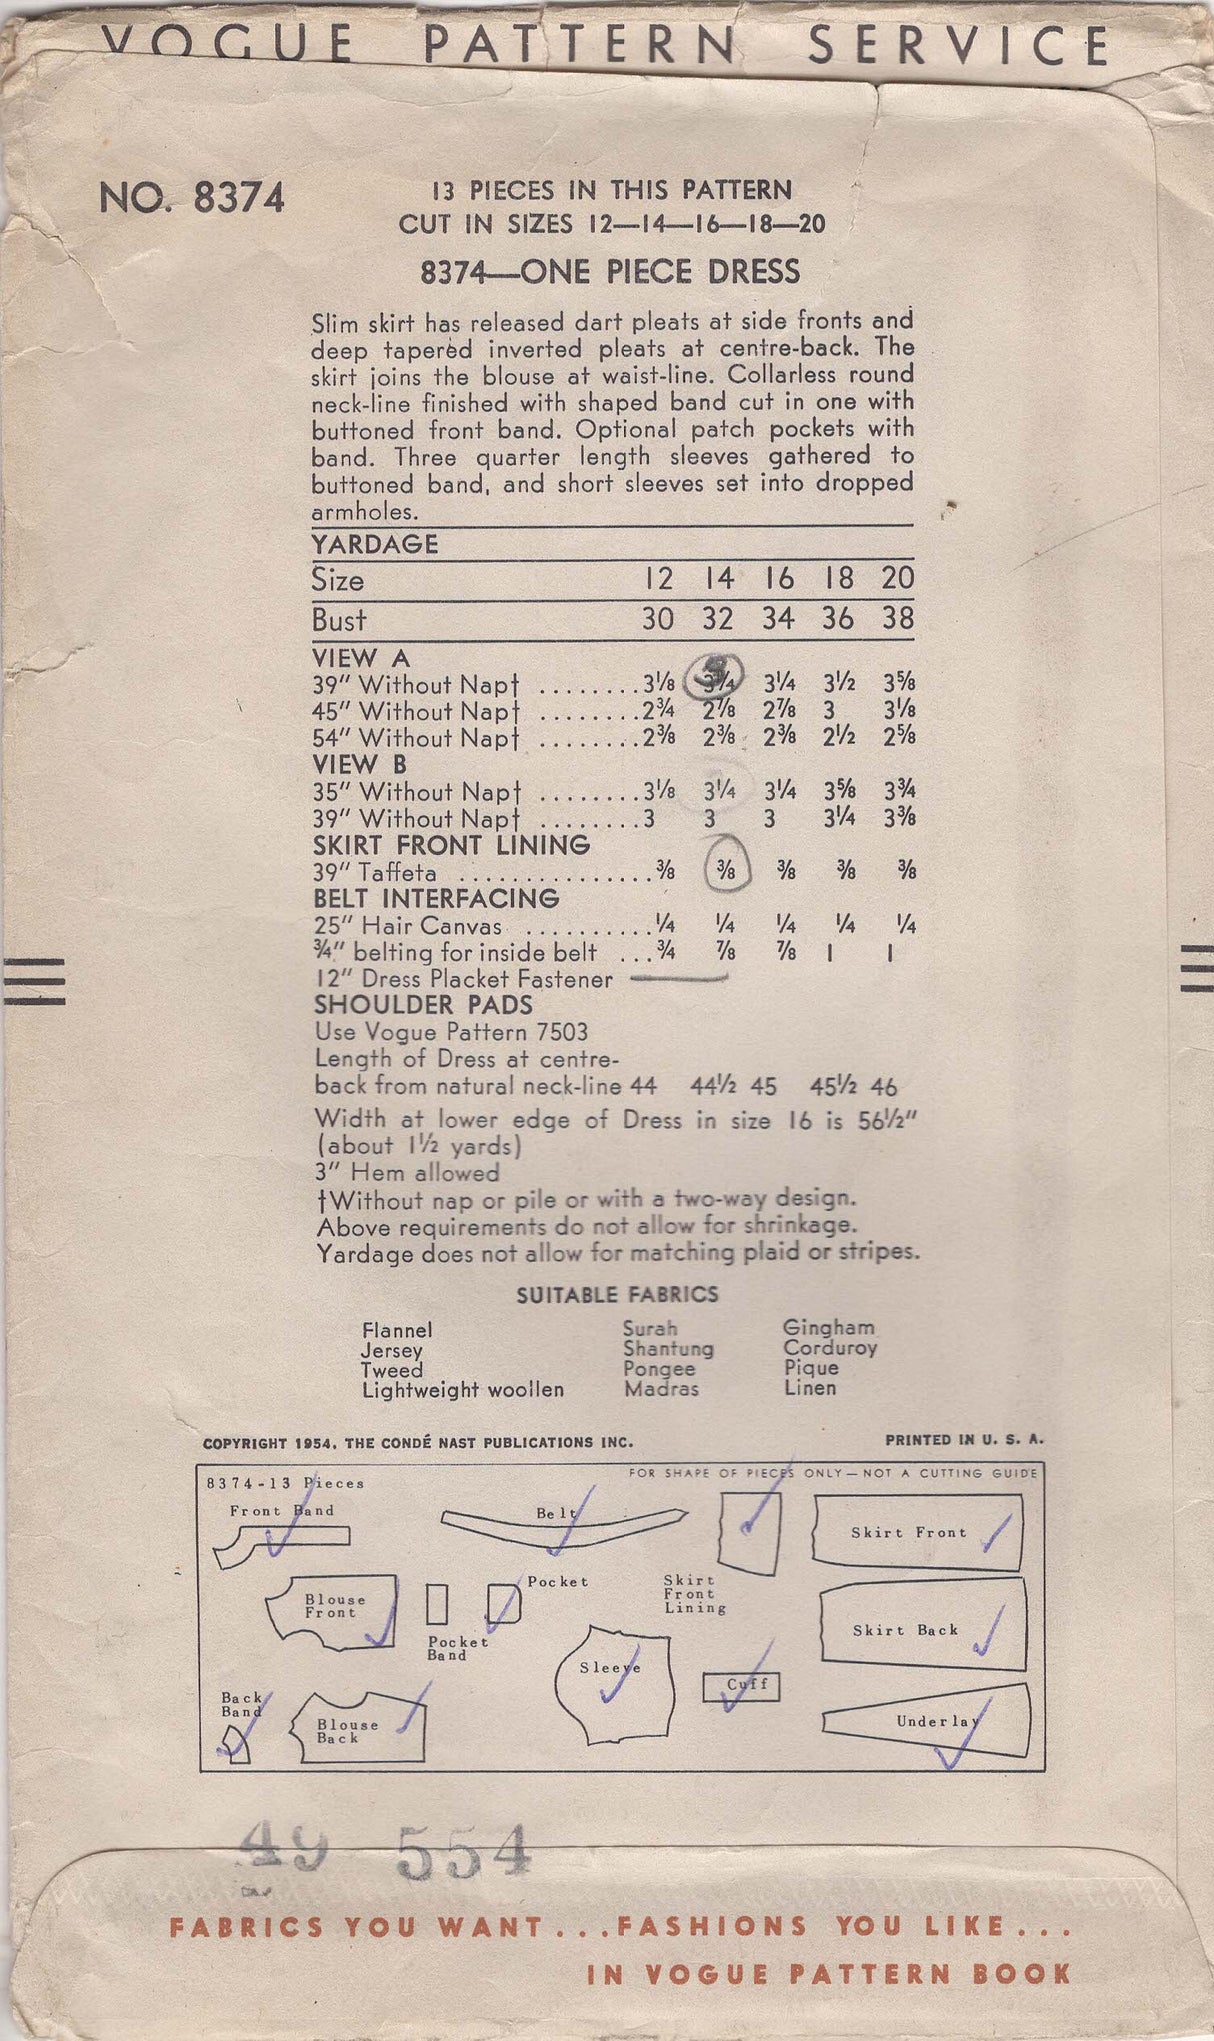 VOGUE PATTERN SERVICE
NO. 8374
13 PIECES IN THIS PATTERN
CUT IN SIZES 12—14—16—18—20
8374—ONE PIECE DRESS
Slim skirt has released dart pleats at side fronts and
deep tapered inverted pleats at centre-back. The
skirt joins the blouse at waist-line. Collarless round
neck-line finished with shaped band cut in one with
buttoned front band. Optional patch pockets with
band. Three quarter length sleeves gathered to
buttoned band, and short sleeves set into dropped
armholes.
YARDAGE
Size 12 14 16 18 20
Bust 30 32 34 36 38
VIEW A
39″ Without Nap† ........3⅛ 3¼ 3¼ 3½ 3⅝
45″ Without Nap† ........2¾ 2⅞ 2⅞ 3 3⅛
54″ Without Nap† ........2⅜ 2⅜ 2⅜ 2½ 2⅝
VIEW B
35″ Without Nap† ........3⅛ 3¼ 3¼ 3⅝ 3¾
39″ Without Nap† ........3 3 3 3¼ 3⅜
SKIRT FRONT LINING
39″ Taffeta ...............⅜ ⅜ ⅜ ⅜ ⅜
BELT INTERFACING
25″ Hair Canvas ..........¼ ¼ ¼ ¼ ¼
¾″ belting for inside belt ...¾ ⅞ ⅞ 1 1
12″ Dress Placket Fastener
SHOULDER PADS
Use Vogue Pattern 7503
Length of Dress at centre-
back from natural neck-line 44 44½ 45 45½ 46
Width at lower edge of Dress in size 16 is 56½″
(about 1½ yards)
3″ Hem allowed
†Without nap or pile or with a two-way design.
Above requirements do not allow for shrinkage.
Yardage does not allow for matching plaid or stripes.
SUITABLE FABRICS
Flannel Surah Gingham
Jersey Shantung Corduroy
Tweed Pongee Pique
Lightweight woollen Madras Linen
COPYRIGHT 1954, THE CONDÉ NAST PUBLICATIONS INC. PRINTED IN U. S. A.
8374-13 Pieces
FOR SHAPE OF PIECES ONLY—NOT A CUTTING GUIDE
Front Band
Belt
Skirt Front
Skirt
Front
Lining
Blouse
Front
Pocket
Pocket
Band
Skirt Back
Sleeve
Cuff
Back
Band
Blouse
Back
Underlay
49 554
FABRICS YOU WANT...FASHIONS YOU LIKE...
IN VOGUE PATTERN BOOK